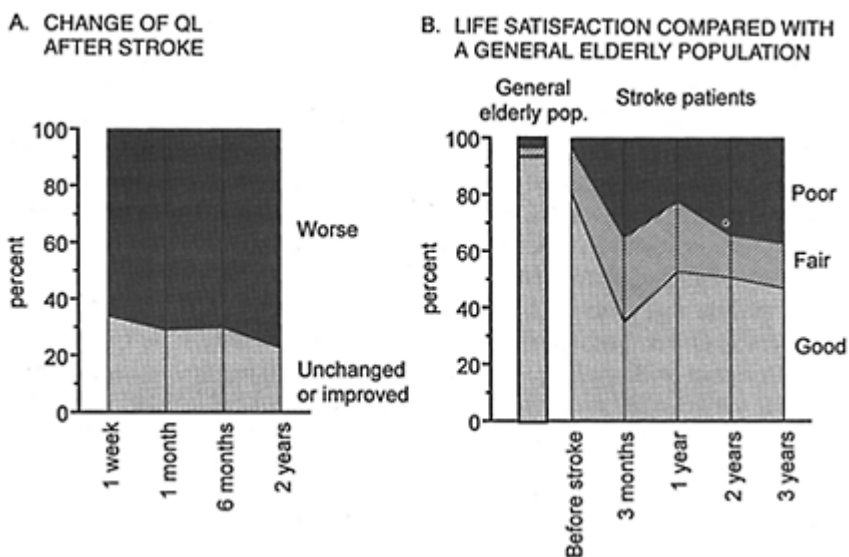 A. CHANGE OF QL
AFTER STROKE
percent
100
80
60
40
20
0
Worse
Unchanged
or improved
1 week
1 month
6 months
2 years
B. LIFE SATISFACTION COMPARED WITH
A GENERAL ELDERLY POPULATION
General
elderly pop.
Stroke patients
percent
100
80
60
40
20
0
Poor
Fair
Good
Before stroke
3 months
1 year
2 years
3 years